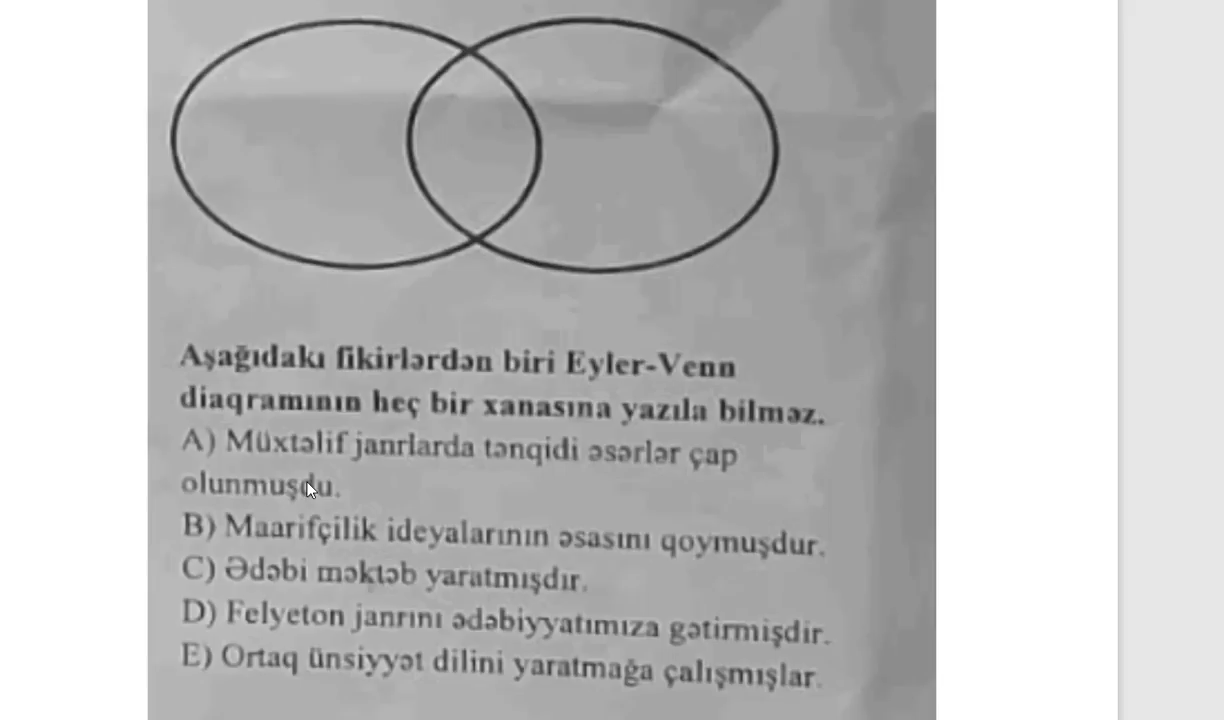 Aşağıdakı fikirlərdən biri Eyler-Venn
diaqramının heç bir xanasına yazıla bilməz.
A) Müxtəlif janrlarda tənqidi əsərlər çap
olunmuşdu.
B) Maarifçilik ideyalarının əsasını qoymuşdur.
C) Ədəbi məktəb yaratmışdır.
D) Felyeton janrını ədəbiyyatımıza gətirmişdir.
E) Ortaq ünsiyyət dilini yaratmağa çalışmışlar.